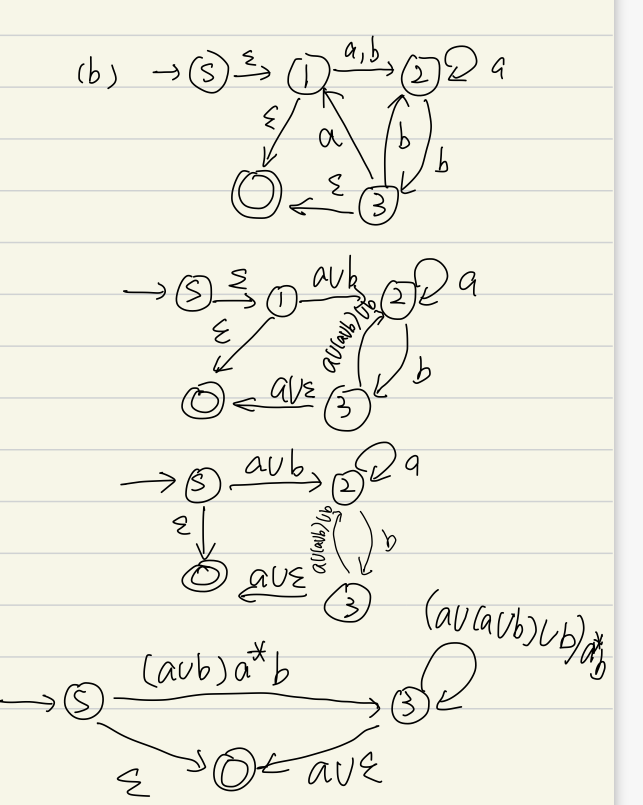 (b) → S ε → 1 a,b → 2 a
ε a b b
ε 3
→ S ε → 1 a∪b 2 a
ε a∪(a∪b)∪b b
a∪ε 3
→ S a∪b 2 a
ε a∪(a∪b)∪b b
a∪ε 3
(a∪(a∪b)∪b)a*b
(a∪b)a*b
→ S 3
ε a∪ε